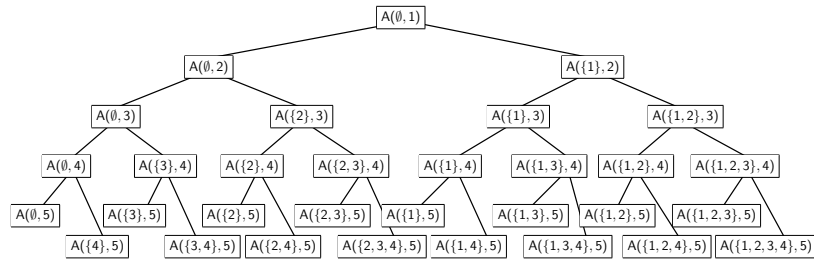 A(∅, 1)
A(∅, 2) A({1}, 2)
A(∅, 3) A({2}, 3) A({1}, 3) A({1, 2}, 3)
A(∅, 4) A({3}, 4) A({2}, 4) A({2, 3}, 4) A({1}, 4) A({1, 3}, 4) A({1, 2}, 4) A({1, 2, 3}, 4)
A(∅, 5) A({3}, 5) A({2}, 5) A({2, 3}, 5) A({1}, 5) A({1, 3}, 5) A({1, 2}, 5) A({1, 2, 3}, 5)
A({4}, 5) A({3, 4}, 5) A({2, 4}, 5) A({2, 3, 4}, 5) A({1, 4}, 5) A({1, 3, 4}, 5) A({1, 2, 4}, 5) A({1, 2, 3, 4}, 5)